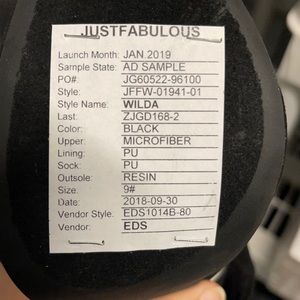 JUSTFABULOUS
Launch Month: JAN.2019
Sample State: AD SAMPLE
PO#: JG60522-96100
Style: JFFW-01941-01
Style Name: WILDA
Last: ZJGD168-2
Color: BLACK
Upper: MICROFIBER
Lining: PU
Sock: PU
Outsole: RESIN
Size: 9#
Date: 2018-09-30
Vendor Style: EDS1014B-80
Vendor: EDS